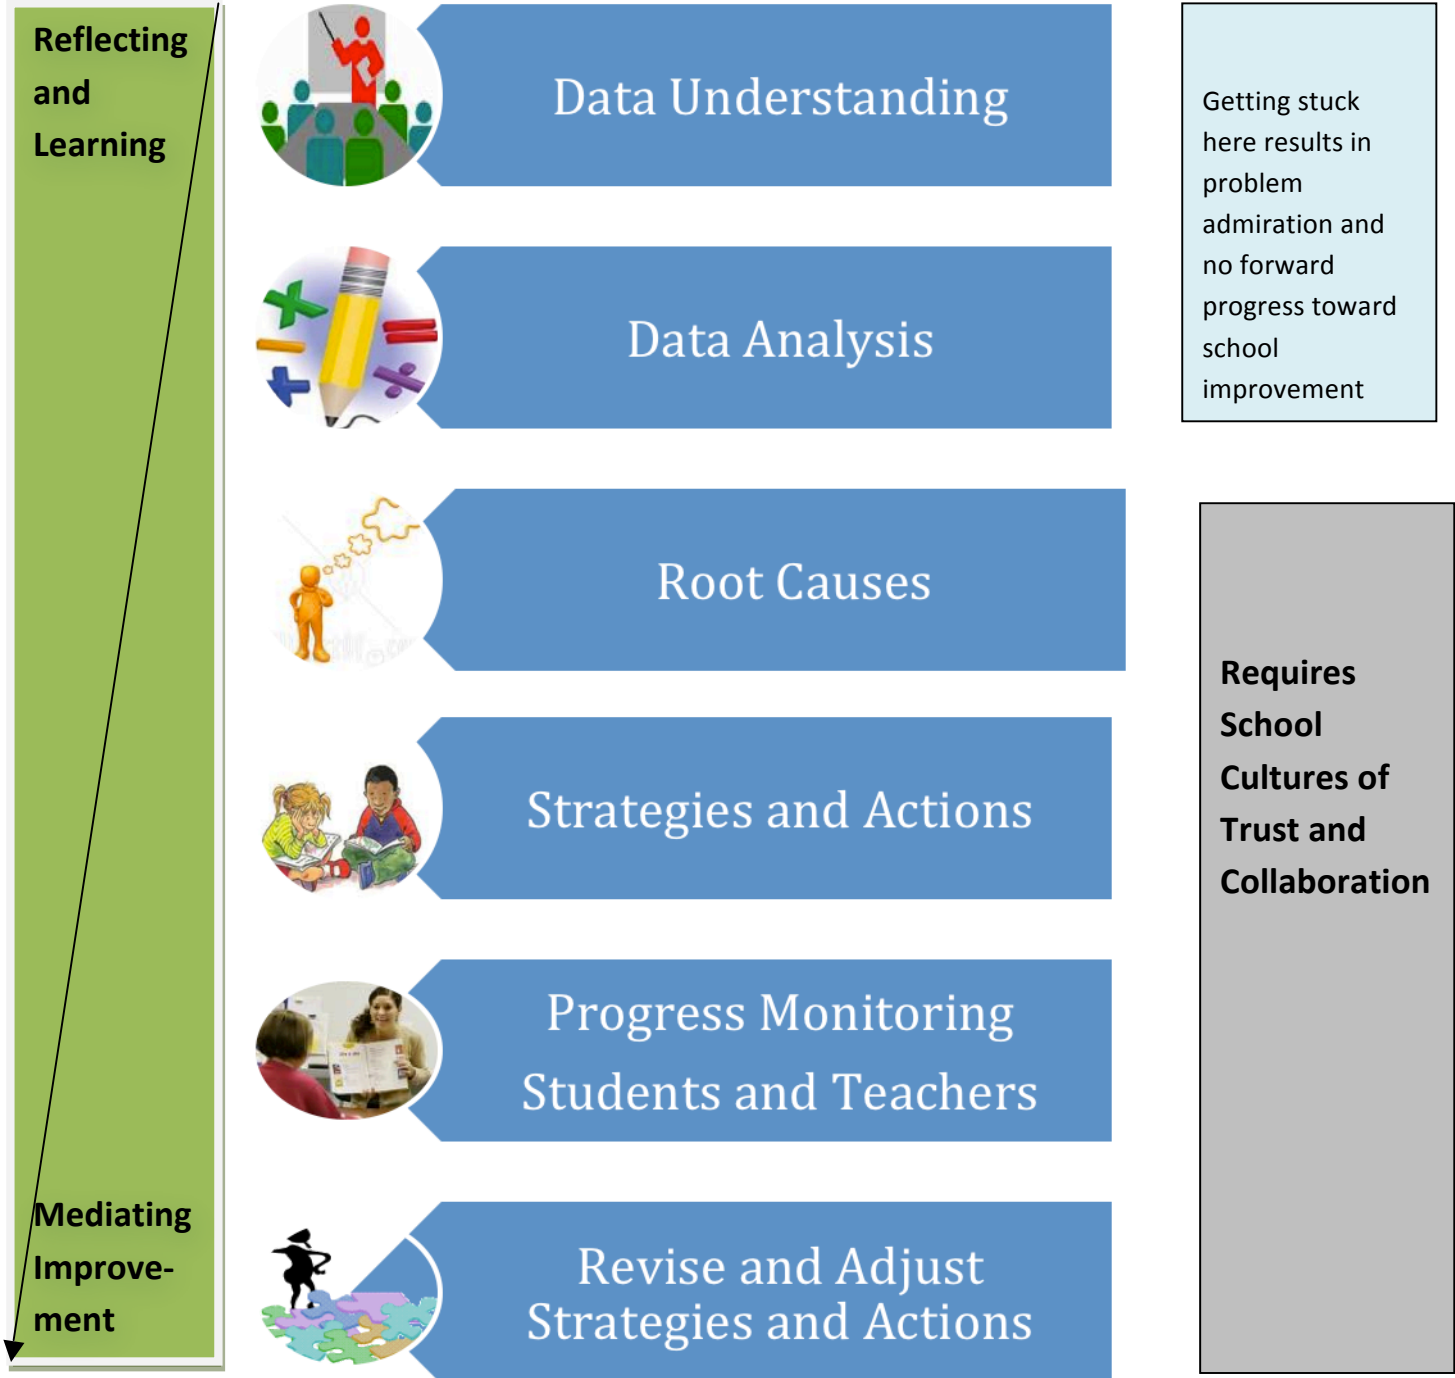 Reflecting
and
Learning
Data Understanding
Getting stuck
here results in
problem
admiration and
no forward
progress toward
school
improvement
Data Analysis
Root Causes
Requires
School
Cultures of
Trust and
Collaboration
Strategies and Actions
Progress Monitoring
Students and Teachers
Mediating
Improve-
ment
Revise and Adjust
Strategies and Actions